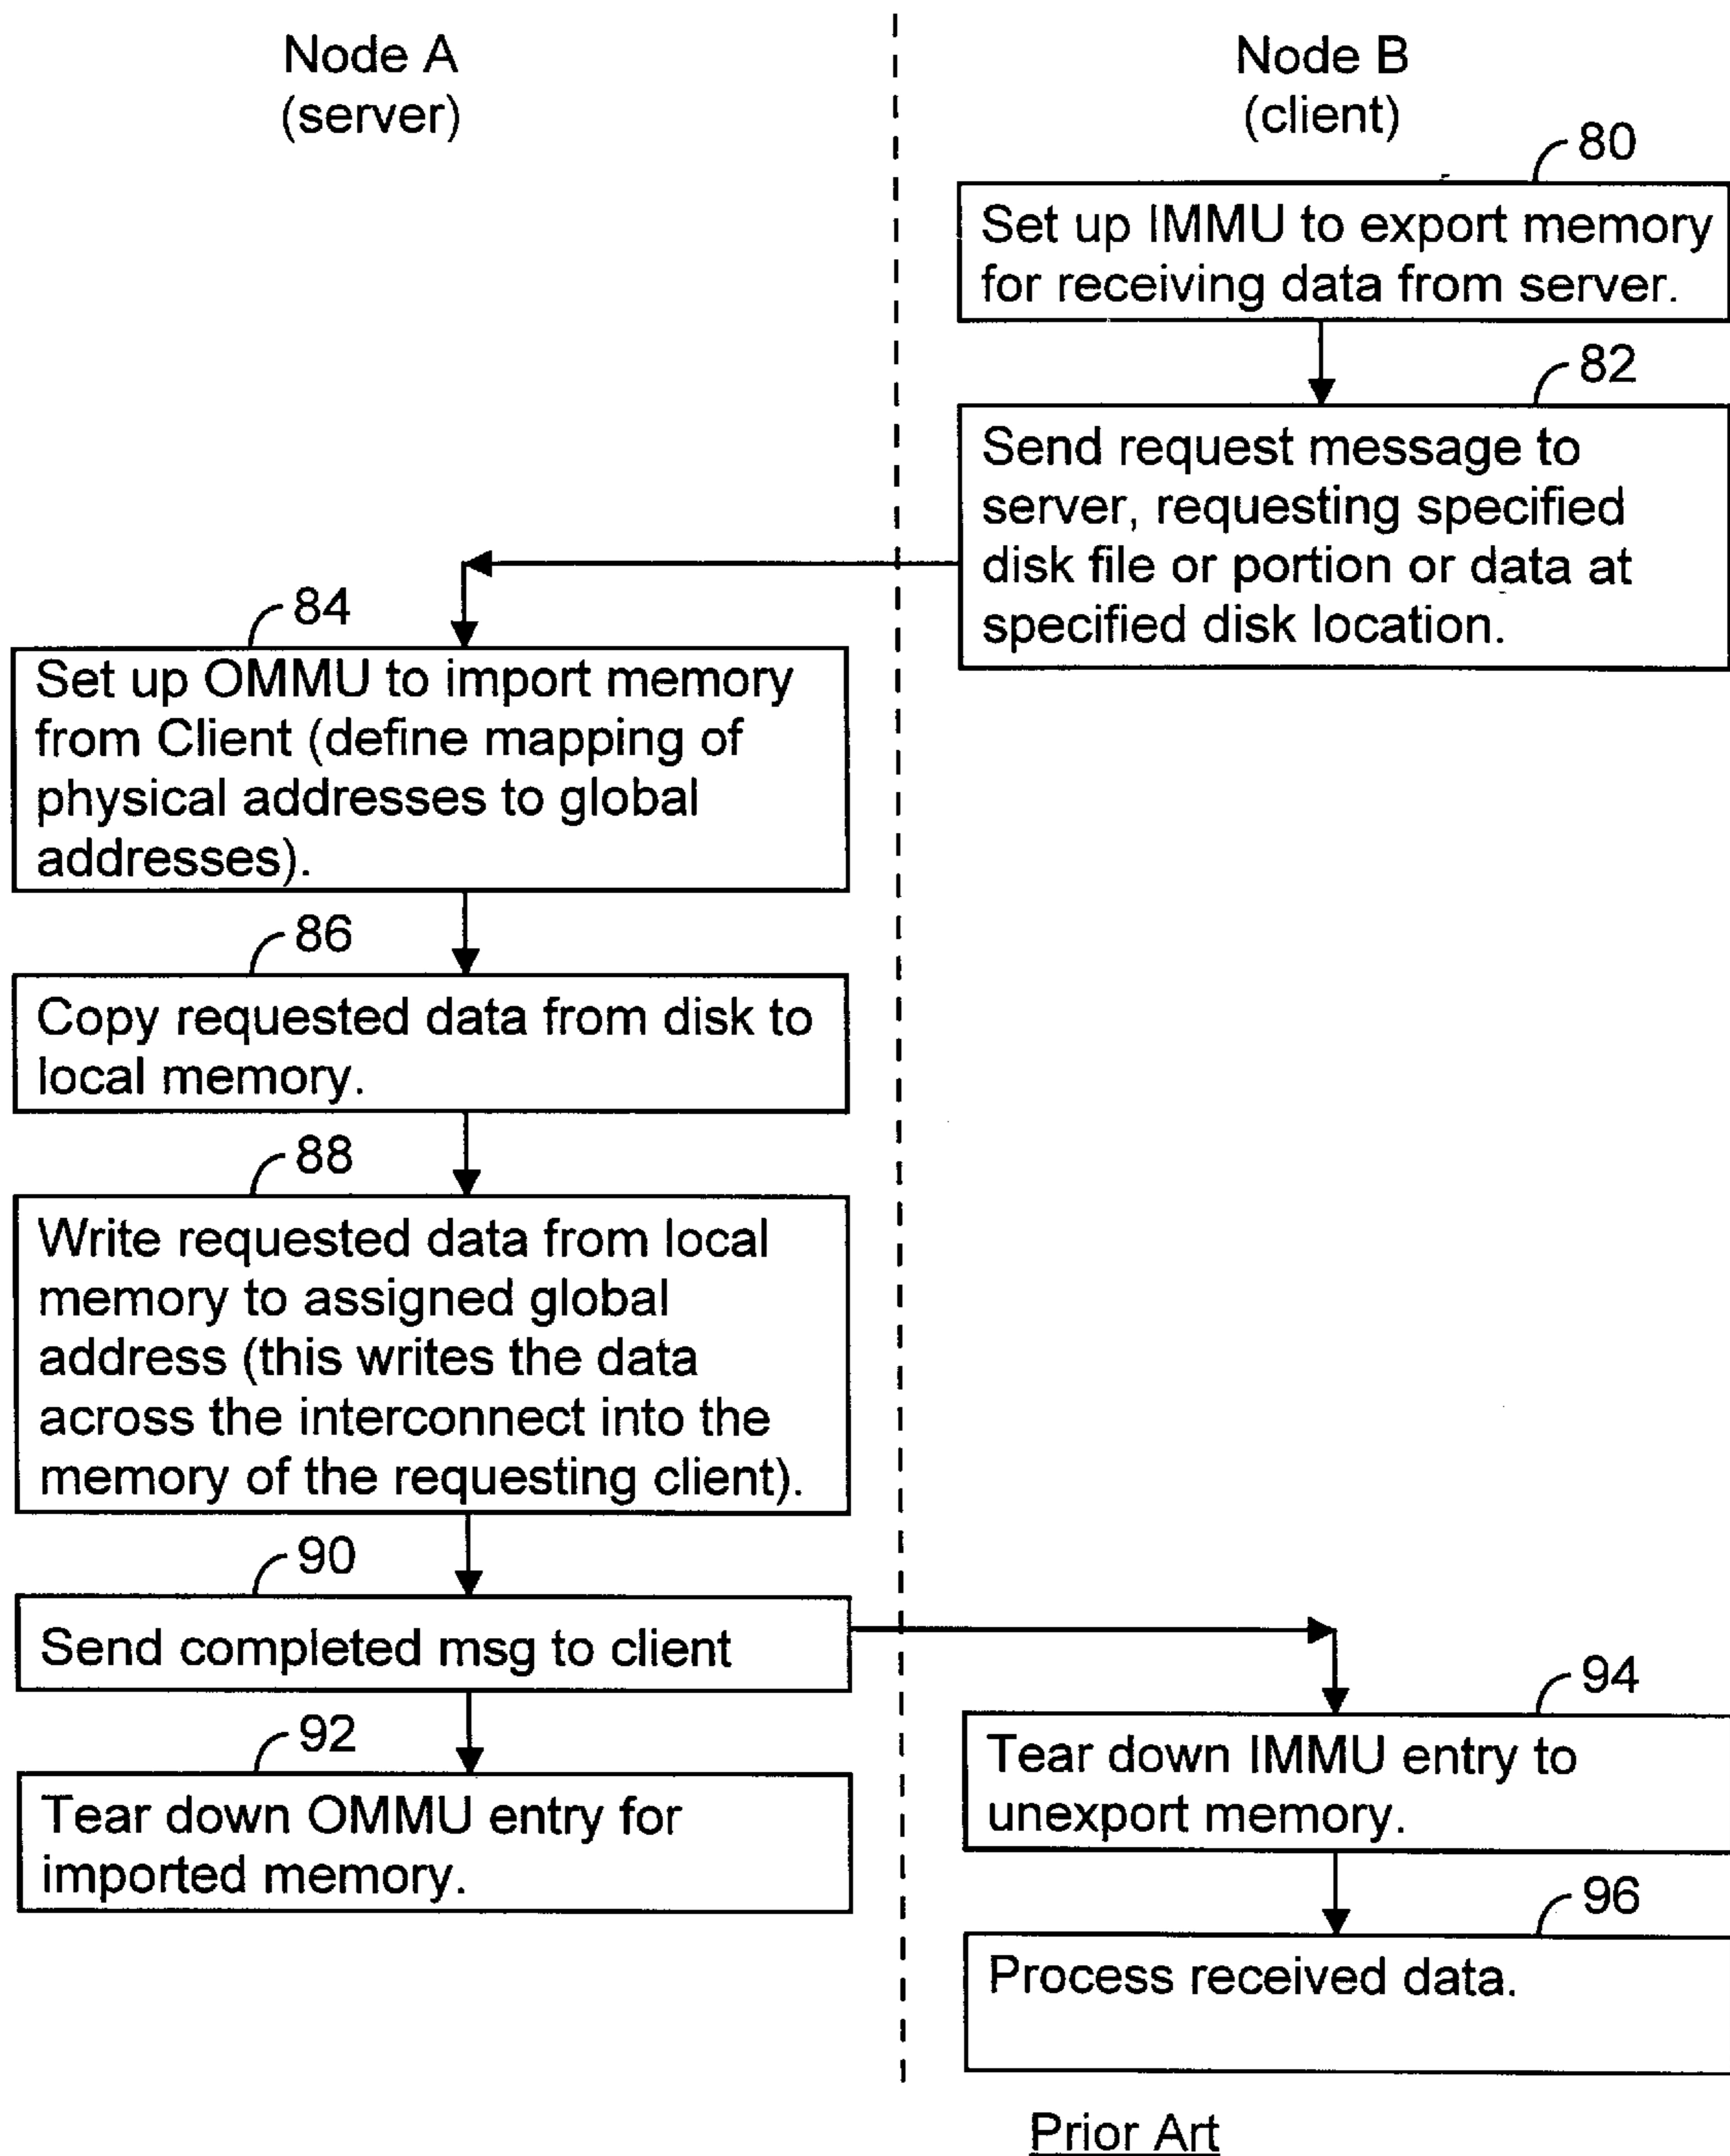 Node A
(server)
Node B
(client)
80
Set up IMMU to export memory
for receiving data from server.
82
Send request message to
server, requesting specified
disk file or portion or data at
specified disk location.
84
Set up OMMU to import memory
from Client (define mapping of
physical addresses to global
addresses).
86
Copy requested data from disk to
local memory.
88
Write requested data from local
memory to assigned global
address (this writes the data
across the interconnect into the
memory of the requesting client).
90
Send completed msg to client
92
Tear down OMMU entry for
imported memory.
94
Tear down IMMU entry to
unexport memory.
96
Process received data.
Prior Art